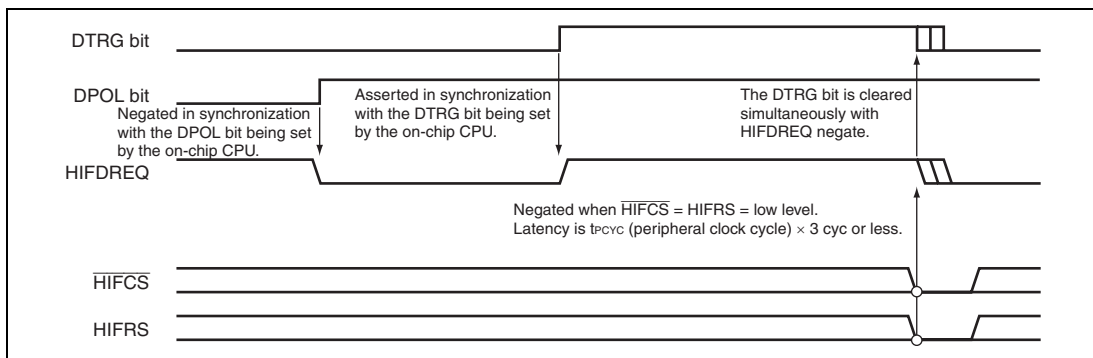 DTRG bit
DPOL bit
Negated in synchronization
with the DPOL bit being set
by the on-chip CPU.
Asserted in synchronization
with the DTRG bit being set
by the on-chip CPU.
The DTRG bit is cleared
simultaneously with
HIFDREQ negate.
HIFDREQ
Negated when H̅I̅F̅C̅S̅ = HIFRS = low level.
Latency is tPCYC (peripheral clock cycle) × 3 cyc or less.
H̅I̅F̅C̅S̅
HIFRS